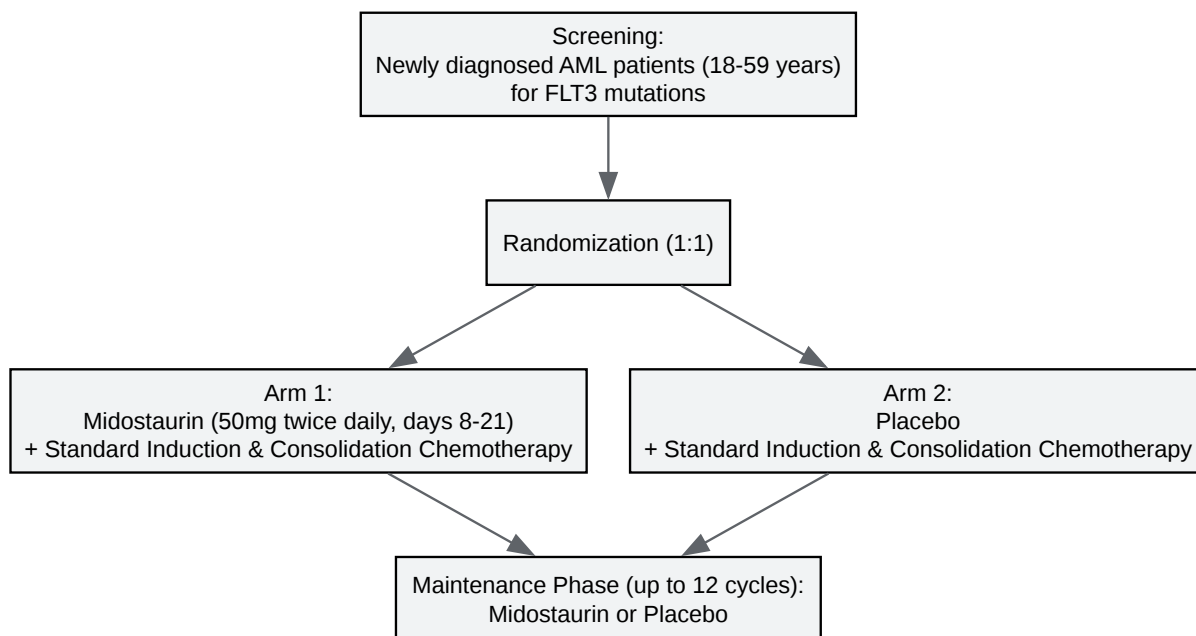 Screening:
Newly diagnosed AML patients (18-59 years)
for FLT3 mutations
Randomization (1:1)
Arm 1:
Midostaurin (50mg twice daily, days 8-21)
+ Standard Induction & Consolidation Chemotherapy
Arm 2:
Placebo
+ Standard Induction & Consolidation Chemotherapy
Maintenance Phase (up to 12 cycles):
Midostaurin or Placebo